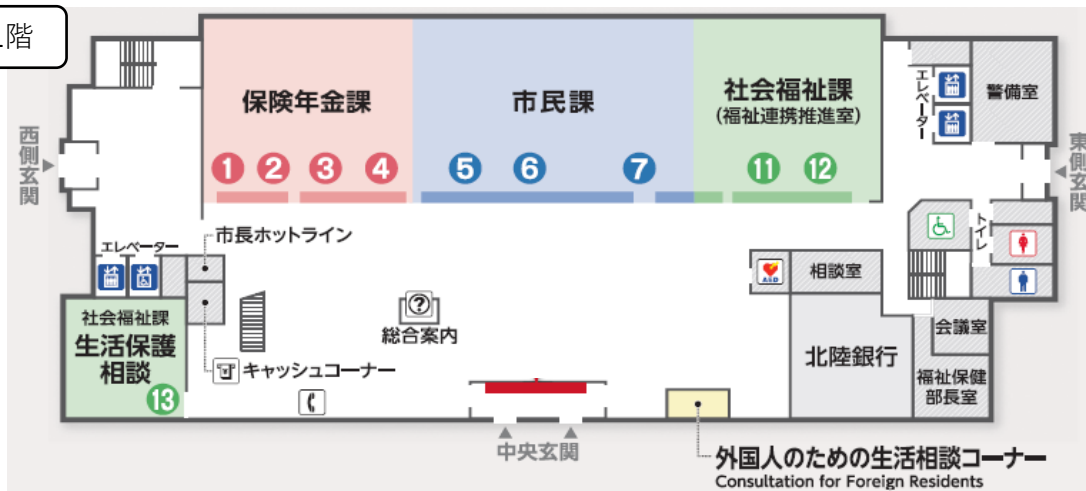 階
保険年金課
市民課
社会福祉課
(福祉連携推進室)
エレベーター
警備室
西側玄関
東側玄関
1
2
3
4
5
6
7
11
12
トイレ
エレベーター
市長ホットライン
AED
相談室
社会福祉課
生活保護
相談
13
?
総合案内
キャッシュコーナー
北陸銀行
会議室
福祉保健
部長室
中央玄関
外国人のための生活相談コーナー
Consultation for Foreign Residents